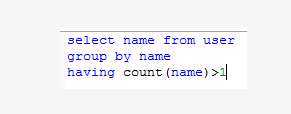 select name from user
group by name
having count(name)>1